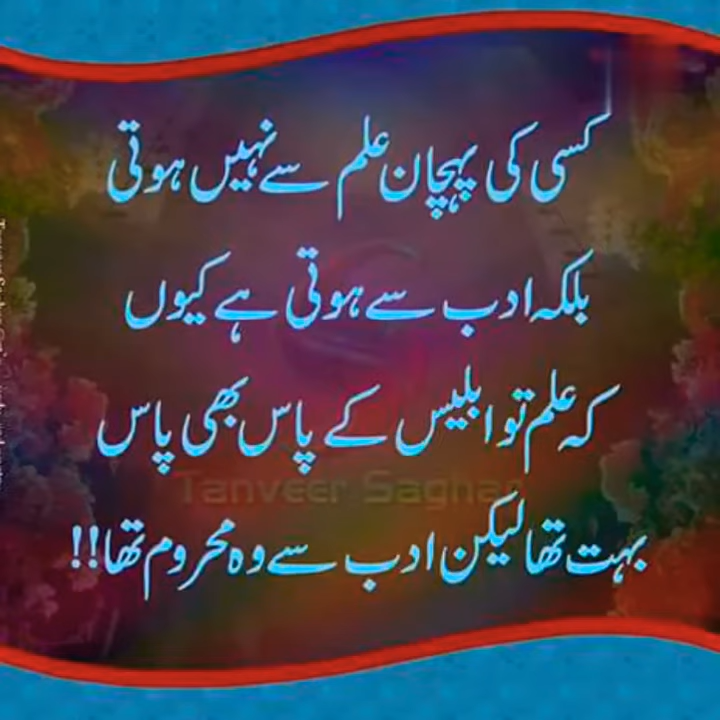 کسی کی پہچان علم سے نہیں ہوتی
بلکہ ادب سے ہوتی ہے کیوں
کہ علم تو ابلیس کے پاس بھی پاس
Tanveer Saghar
بہت تھا لیکن ادب سے وہ محروم تھا!!